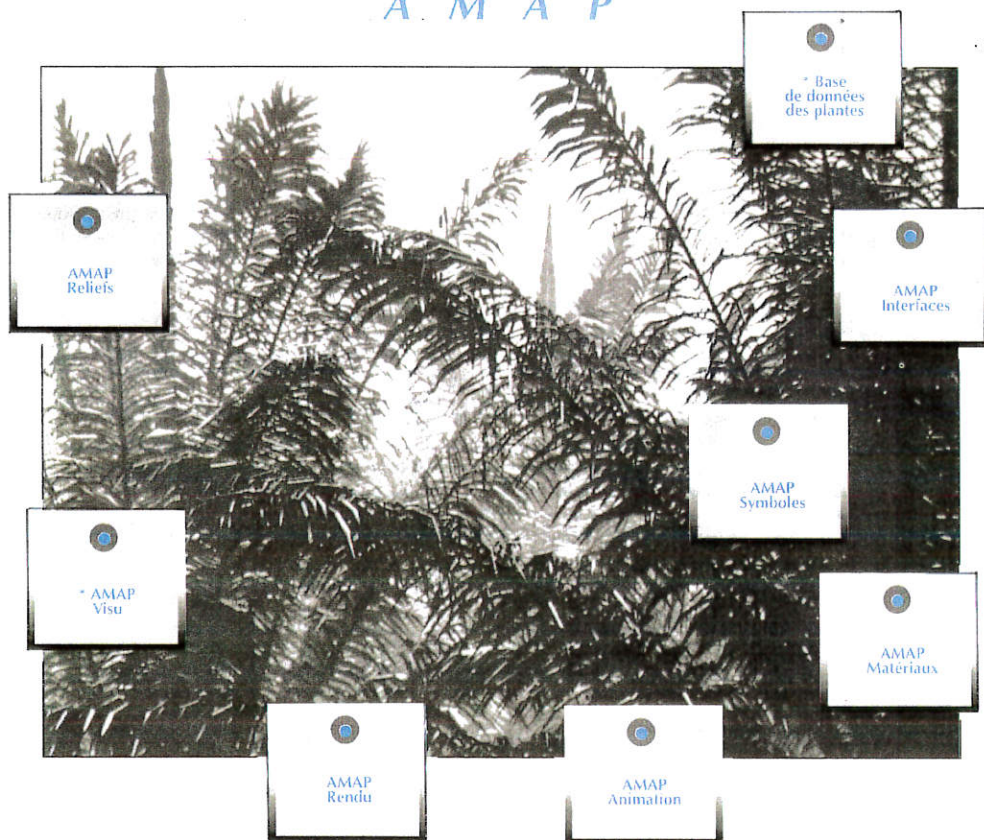 A M A P
* Base
de données
des plantes
AMAP
Reliefs
AMAP
Interfaces
AMAP
Symboles
* AMAP
Visu
AMAP
Matériaux
AMAP
Rendu
AMAP
Animation